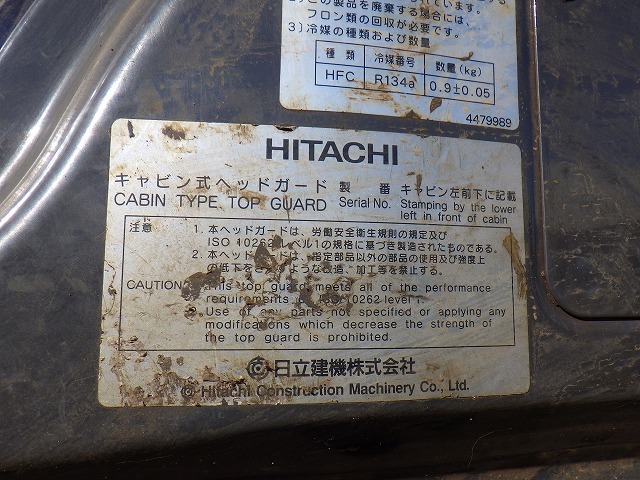 2)この製品を廃棄する場合には、
フロン類の回収が必要です。
3)冷媒の種類および数量
種 類 冷媒番号 数量(kg)
HFC R134a 0.9±0.05
4479989
HITACHI
キャビン式ヘッドガード 製 番 キャビン左前下に記載
CABIN TYPE TOP GUARD Serial No. Stamping by the lower
left in front of cabin
注意 1. 本ヘッドガードは、労働安全衛生規則の規定及び
ISO 10262 レベル1の規格に基づき製造されたものである。
2. 本ヘッドガードは、指定部品以外の部品の使用及び強度上
の低下をきたすような改造、加工等を禁止する。
CAUTION 1. This top guard meets all of the performance
requirements of ISO 10262 level 1.
2. Use of any parts not specified or applying any
modifications which decrease the strength of
the top guard is prohibited.
日立建機株式会社
Hitachi Construction Machinery Co., Ltd.